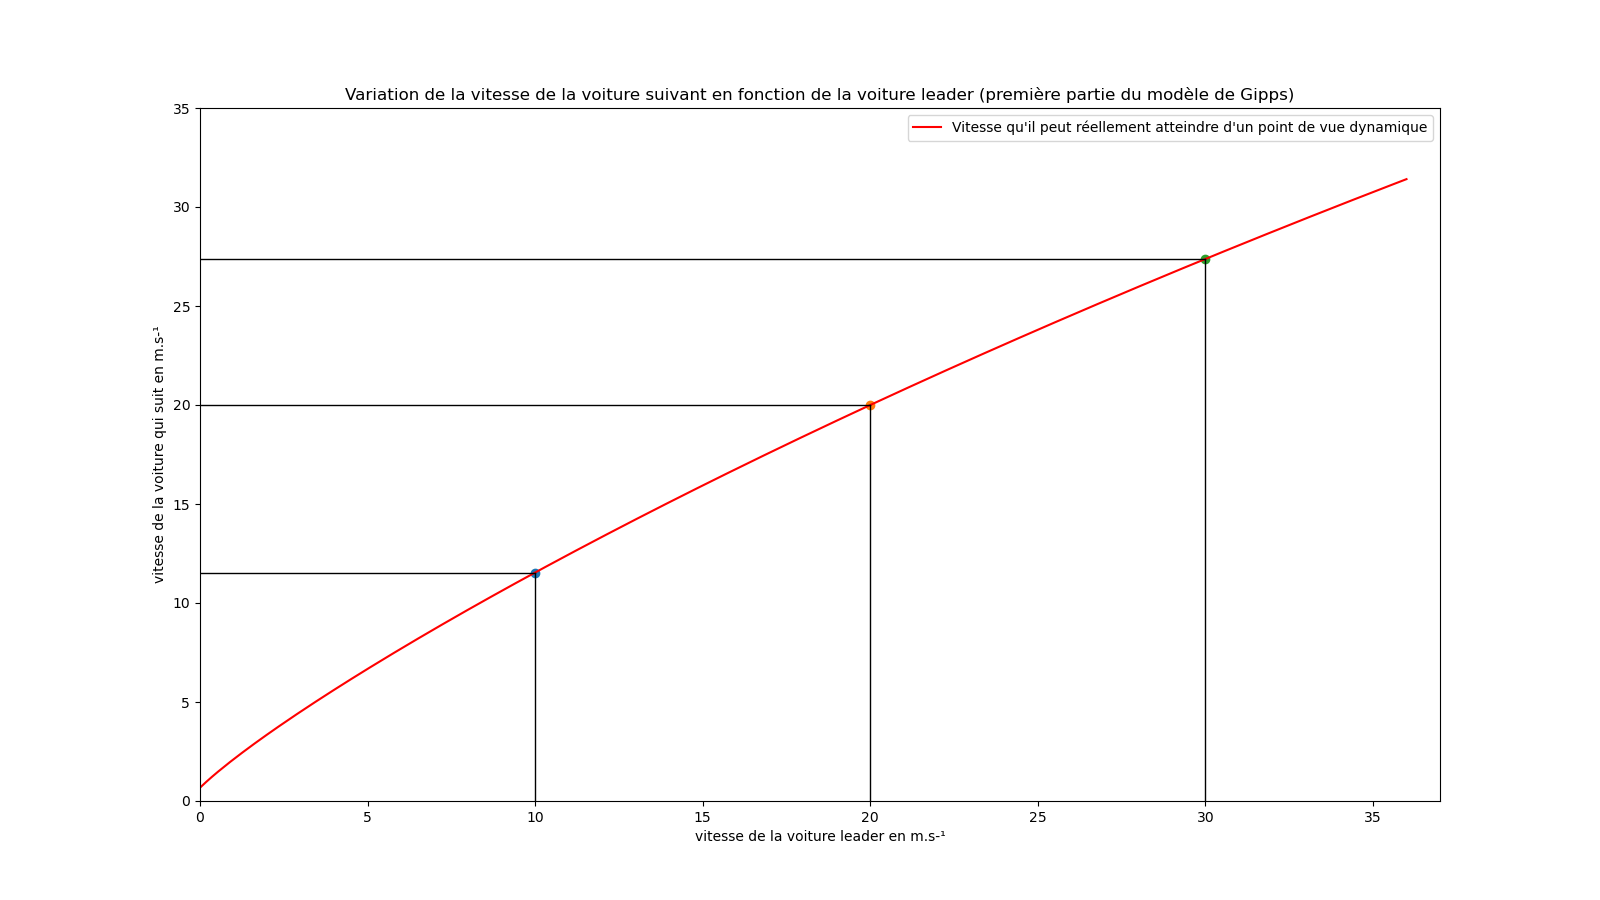 Variation de la vitesse de la voiture suivant en fonction de la voiture leader (première partie du modèle de Gipps)
Vitesse qu'il peut réellement atteindre d'un point de vue dynamique
35
30
25
20
15
10
5
0
vitesse de la voiture qui suit en m.s-¹
0 5 10 15 20 25 30 35
vitesse de la voiture leader en m.s-¹